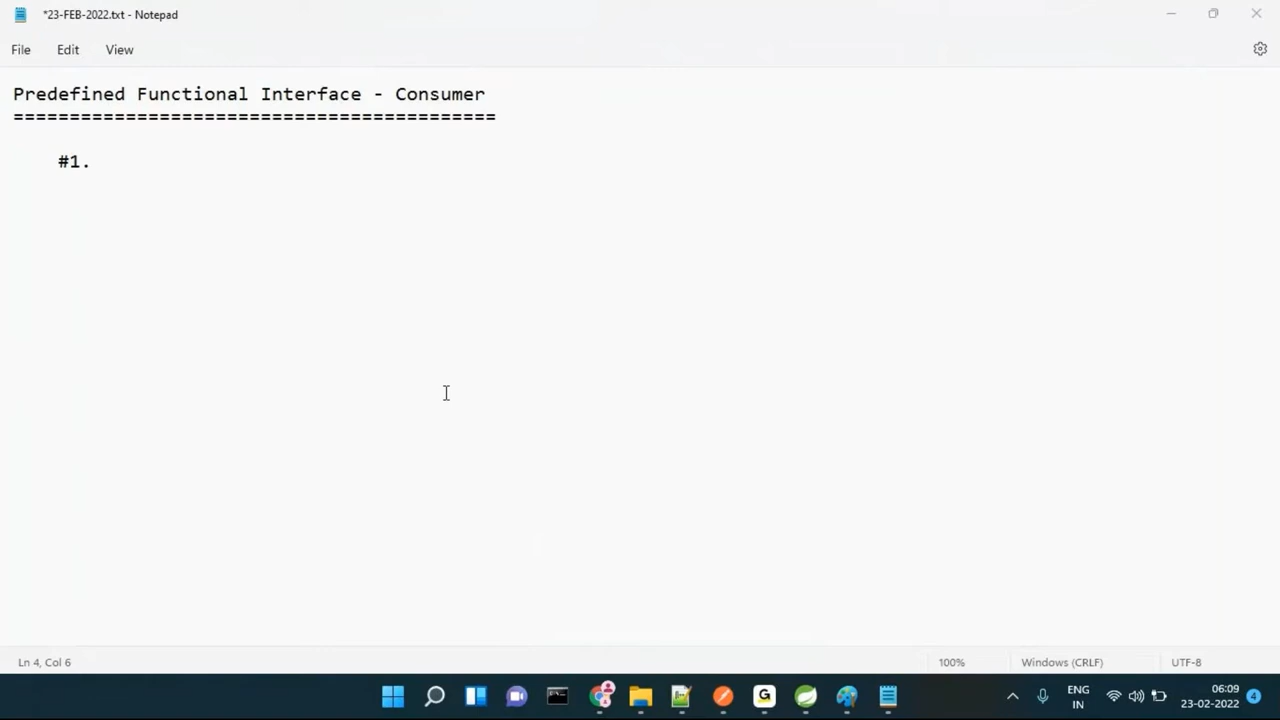 *23-FEB-2022.txt - Notepad
File Edit View
Predefined Functional Interface - Consumer
===========================================
#1.
Ln 4, Col 6 100% Windows (CRLF) UTF-8
G
ENG
IN
06:09
23-02-2022
4